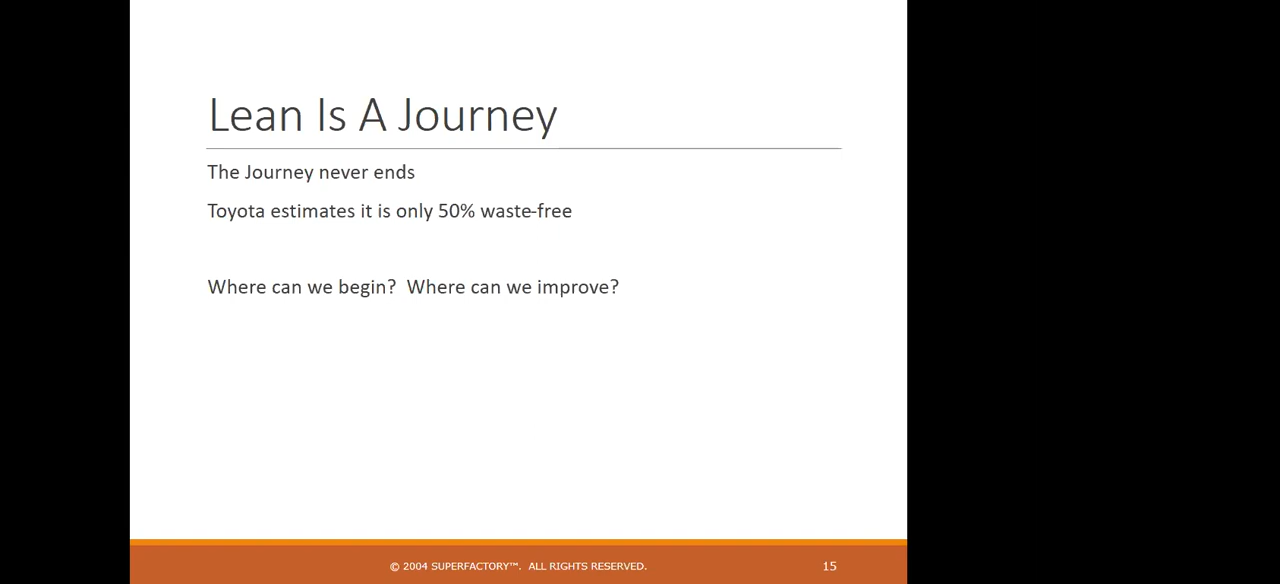 Lean Is A Journey
The Journey never ends
Toyota estimates it is only 50% waste-free
Where can we begin?  Where can we improve?
© 2004 SUPERFACTORY™.  ALL RIGHTS RESERVED.
15